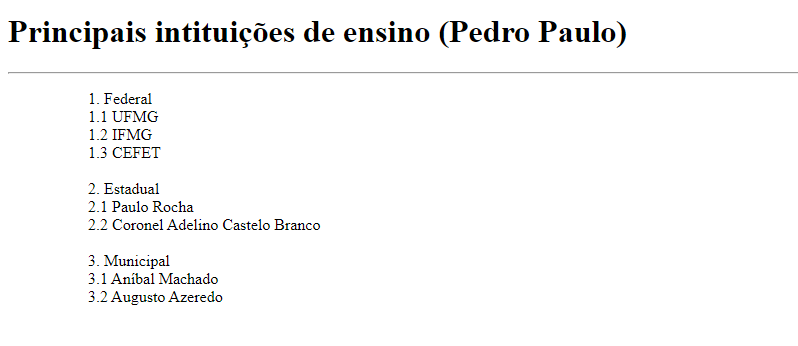 Principais intituições de ensino (Pedro Paulo)
1. Federal
1.1 UFMG
1.2 IFMG
1.3 CEFET
2. Estadual
2.1 Paulo Rocha
2.2 Coronel Adelino Castelo Branco
3. Municipal
3.1 Aníbal Machado
3.2 Augusto Azeredo